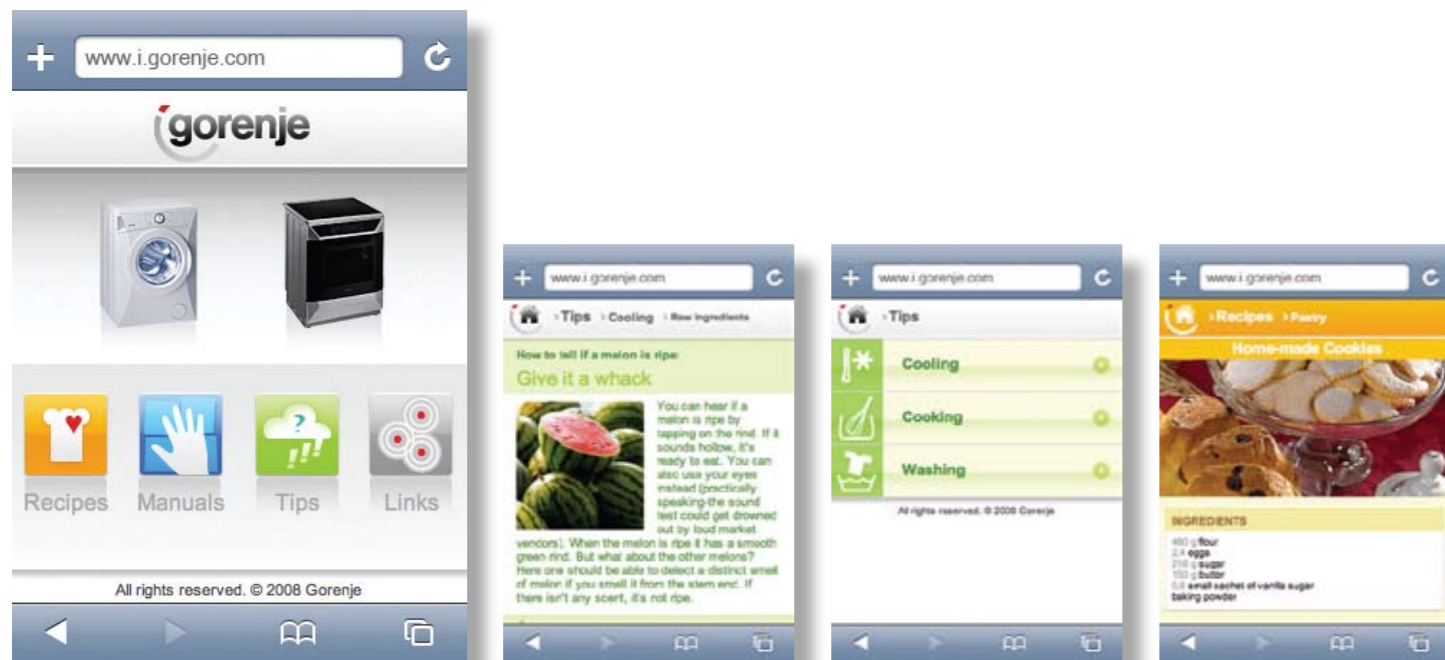 www.i.gorenje.com
gorenje
Recipes Manuals Tips Links
All rights reserved. © 2008 Gorenje
www.i.gorenje.com
Tips Cooling Raw ingredients
How to tell if a melon is ripe:
Give it a whack
You can hear if a
melon is ripe by
tapping on the rind. If it
sounds hollow, it's
ready to eat. You can
also use your eyes
instead (practically
speaking-the sound
test could get drowned
out by loud market
vendors). When the melon is ripe it has a smooth
green rind. But what about the other melons?
Here one should be able to detect a distinct smell
of melon if you smell it from the stem end. If
there isn't any scent, it's not ripe.
www.i.gorenje.com
Tips
?
Cooling
Cooking
Washing
All rights reserved. © 2008 Gorenje
www.i.gorenje.com
Recipes Pastry
Home-made Cookies
INGREDIENTS
g flour
2,4 eggs
g sugar
150 g butter
small sachet of vanilla sugar
baking powder